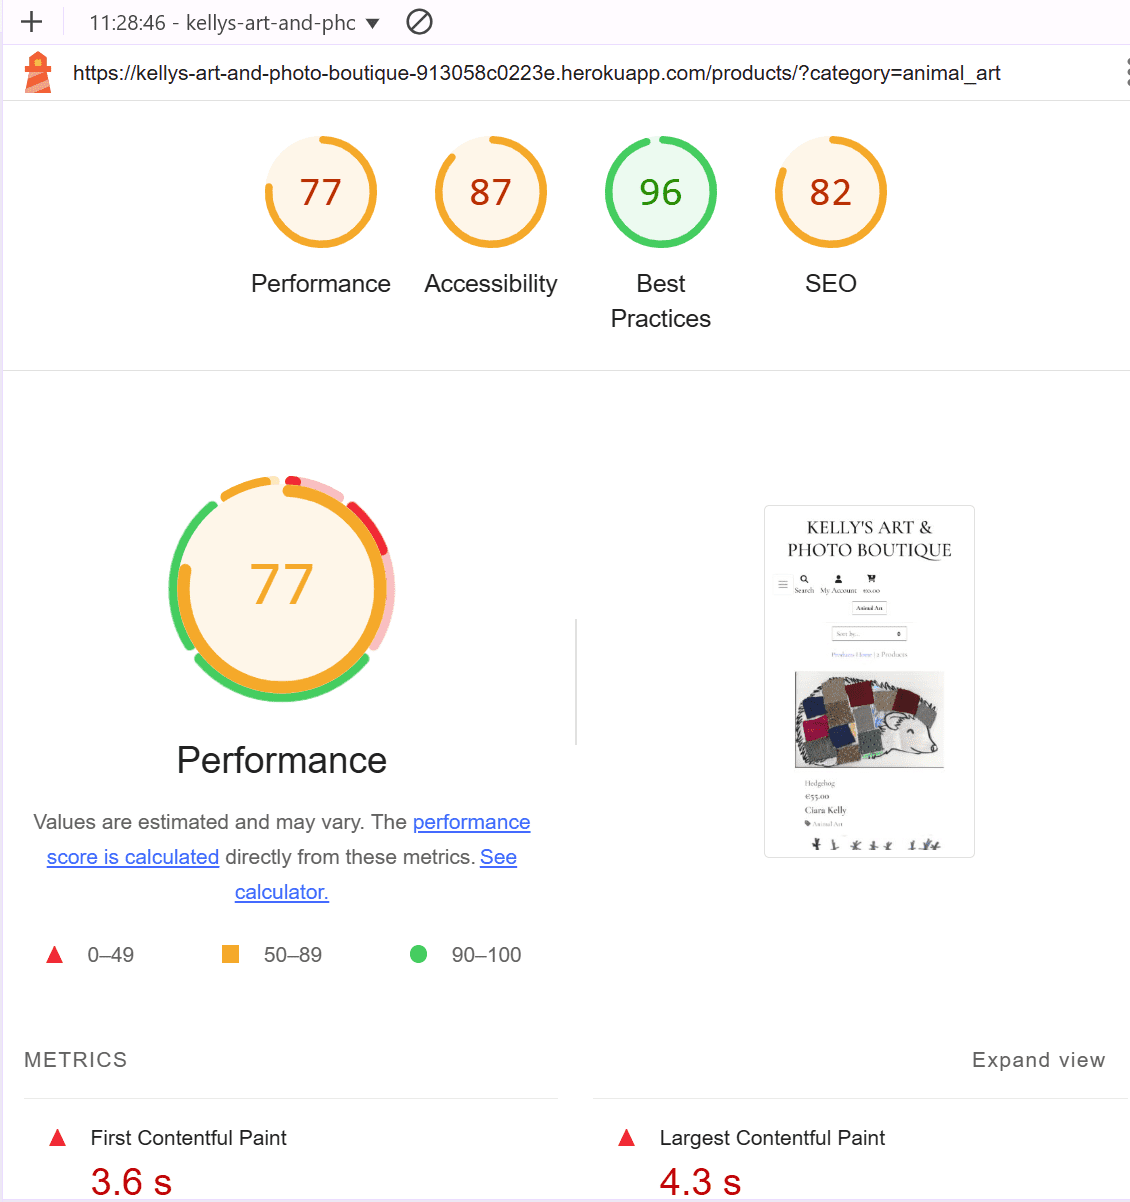 11:28:46 - kellys-art-and-phc
https://kellys-art-and-photo-boutique-913058c0223e.herokuapp.com/products/?category=animal_art
77
87
96
82
Performance
Accessibility
Best
Practices
SEO
77
Performance
Values are estimated and may vary. The performance
score is calculated directly from these metrics. See
calculator.
0–49
50–89
90–100
KELLY'S ART &
PHOTO BOUTIQUE
Search My Account €0.00
Animal Art
Sort by...
Products Home | 2 Products
Hedgehog
€55.00
Ciara Kelly
Animal Art
METRICS
Expand view
First Contentful Paint
3.6 s
Largest Contentful Paint
4.3 s